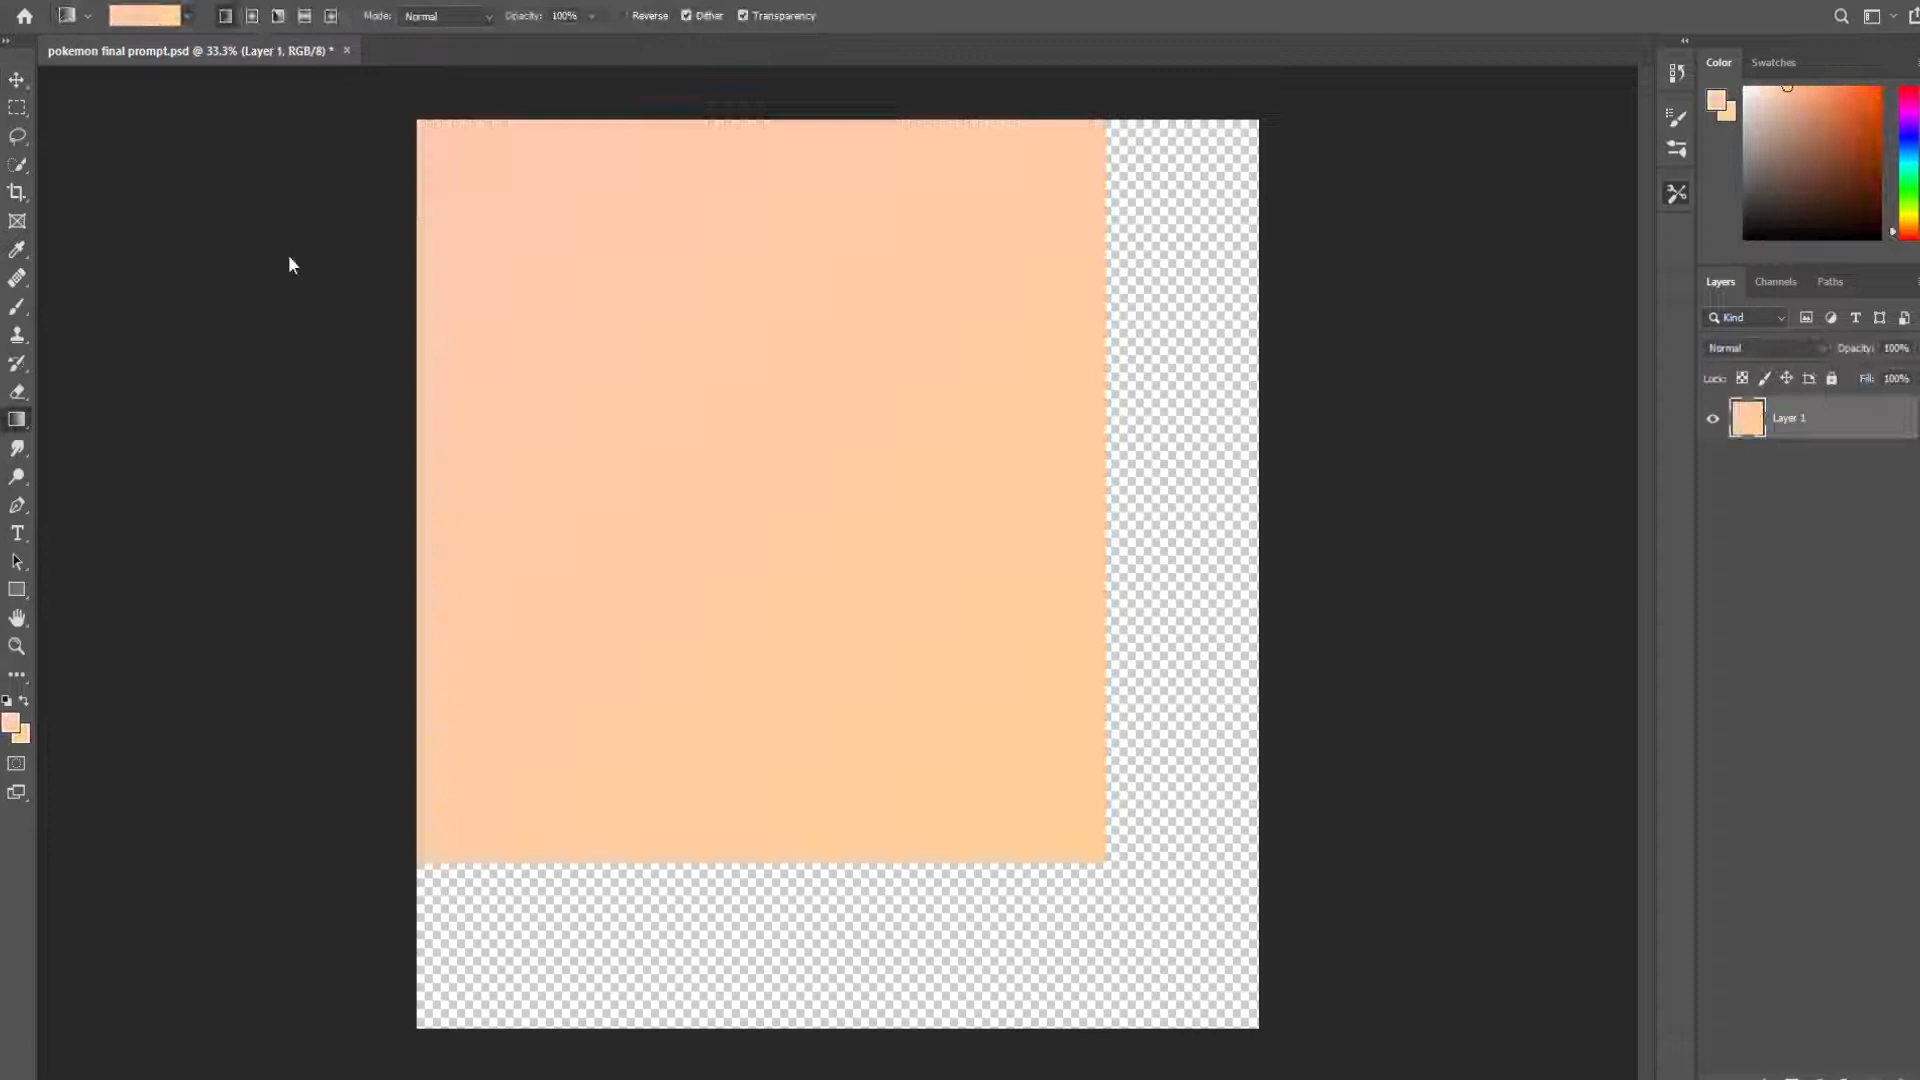 Mode: Normal Opacity: 100% Reverse Dither Transparency
pokemon final prompt.psd @ 33.3% (Layer 1, RGB/8) * ×
Color Swatches
Layers Channels Paths
Kind
Normal Opacity: 100%
Lock: Fill: 100%
Layer 1